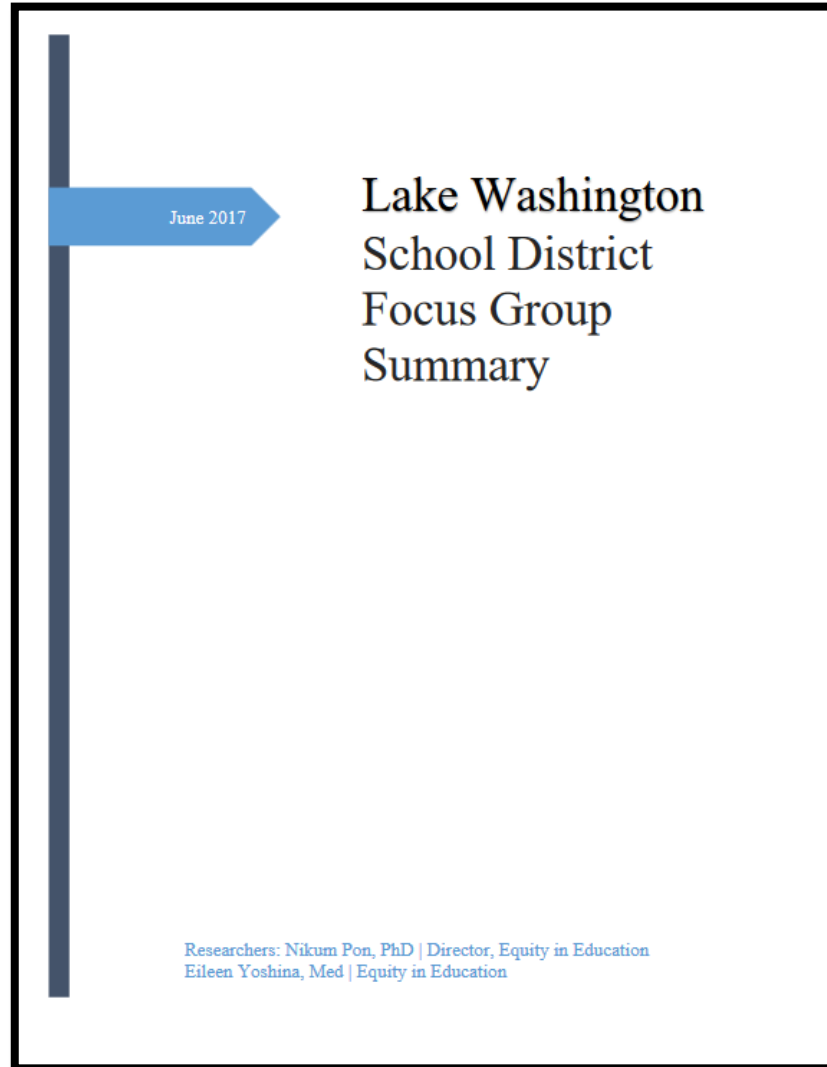 June 2017
Lake Washington
School District
Focus Group
Summary
Researchers: Nikum Pon, PhD | Director, Equity in Education
Eileen Yoshina, Med | Equity in Education